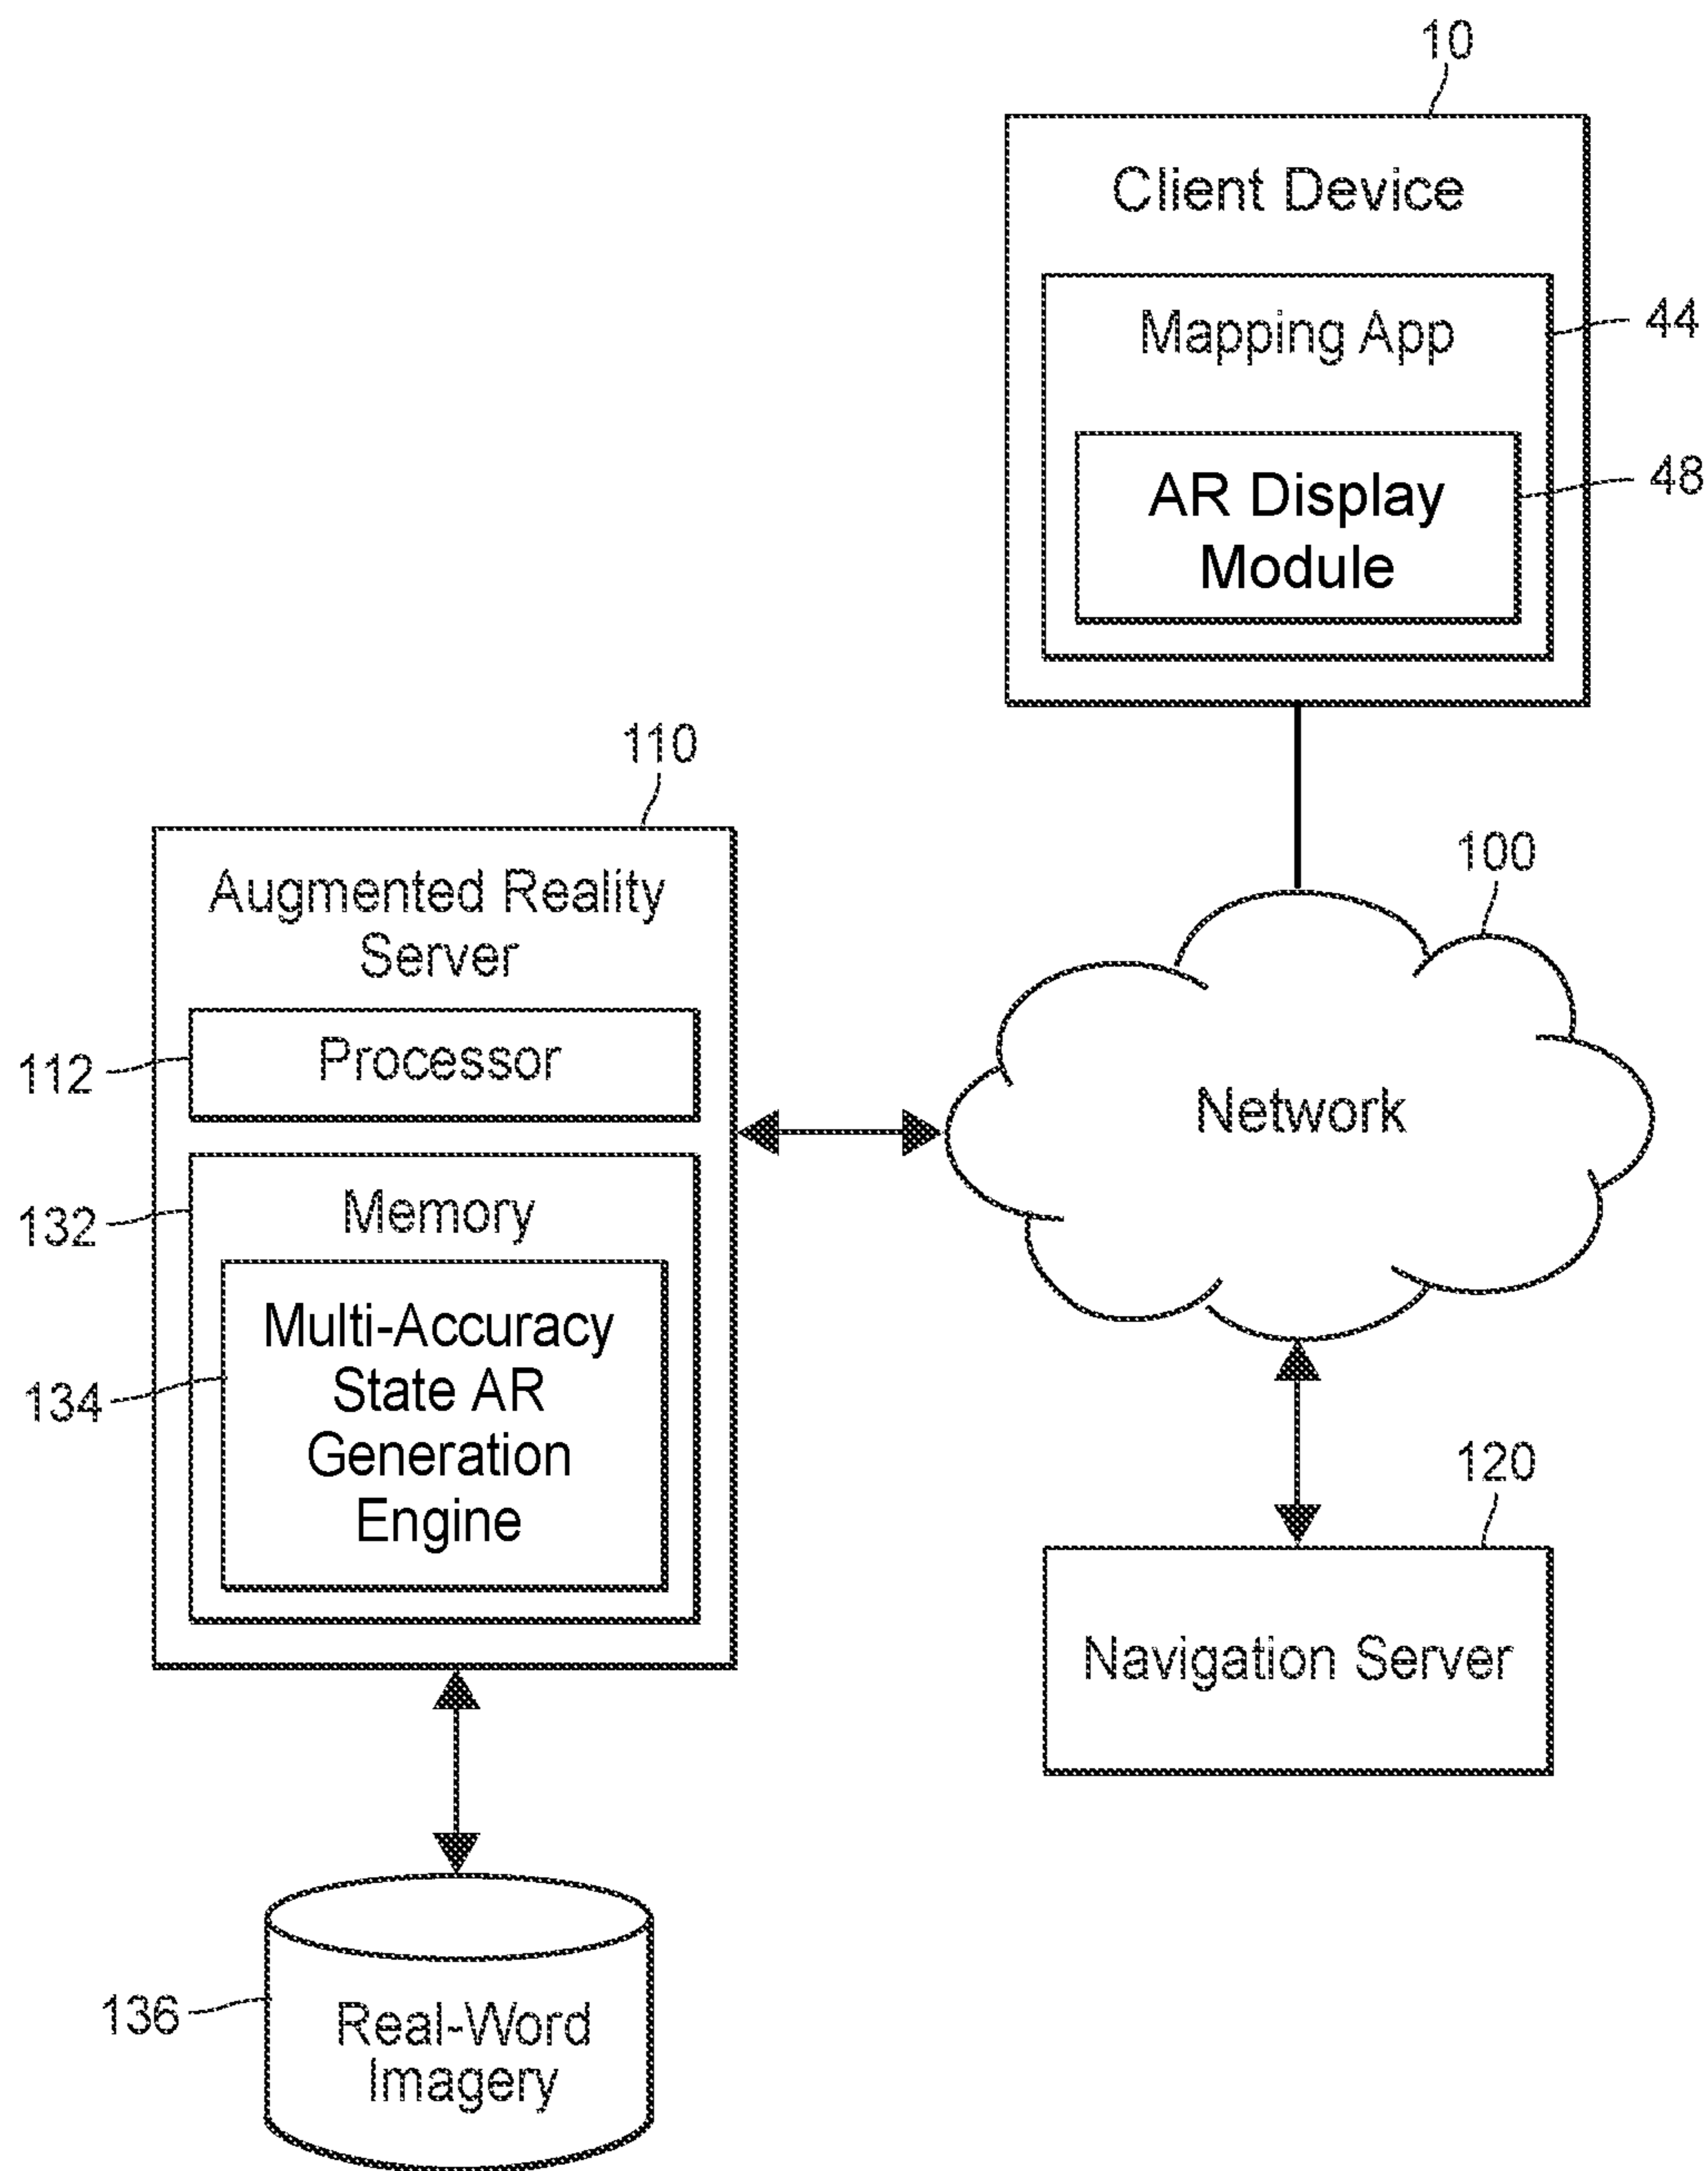 10
Client Device
Mapping App
44
AR Display
Module
48
110
Augmented Reality
Server
100
112
Processor
Network
132
Memory
134
Multi-Accuracy
State AR
Generation
Engine
120
Navigation Server
136
Real-Word
Imagery